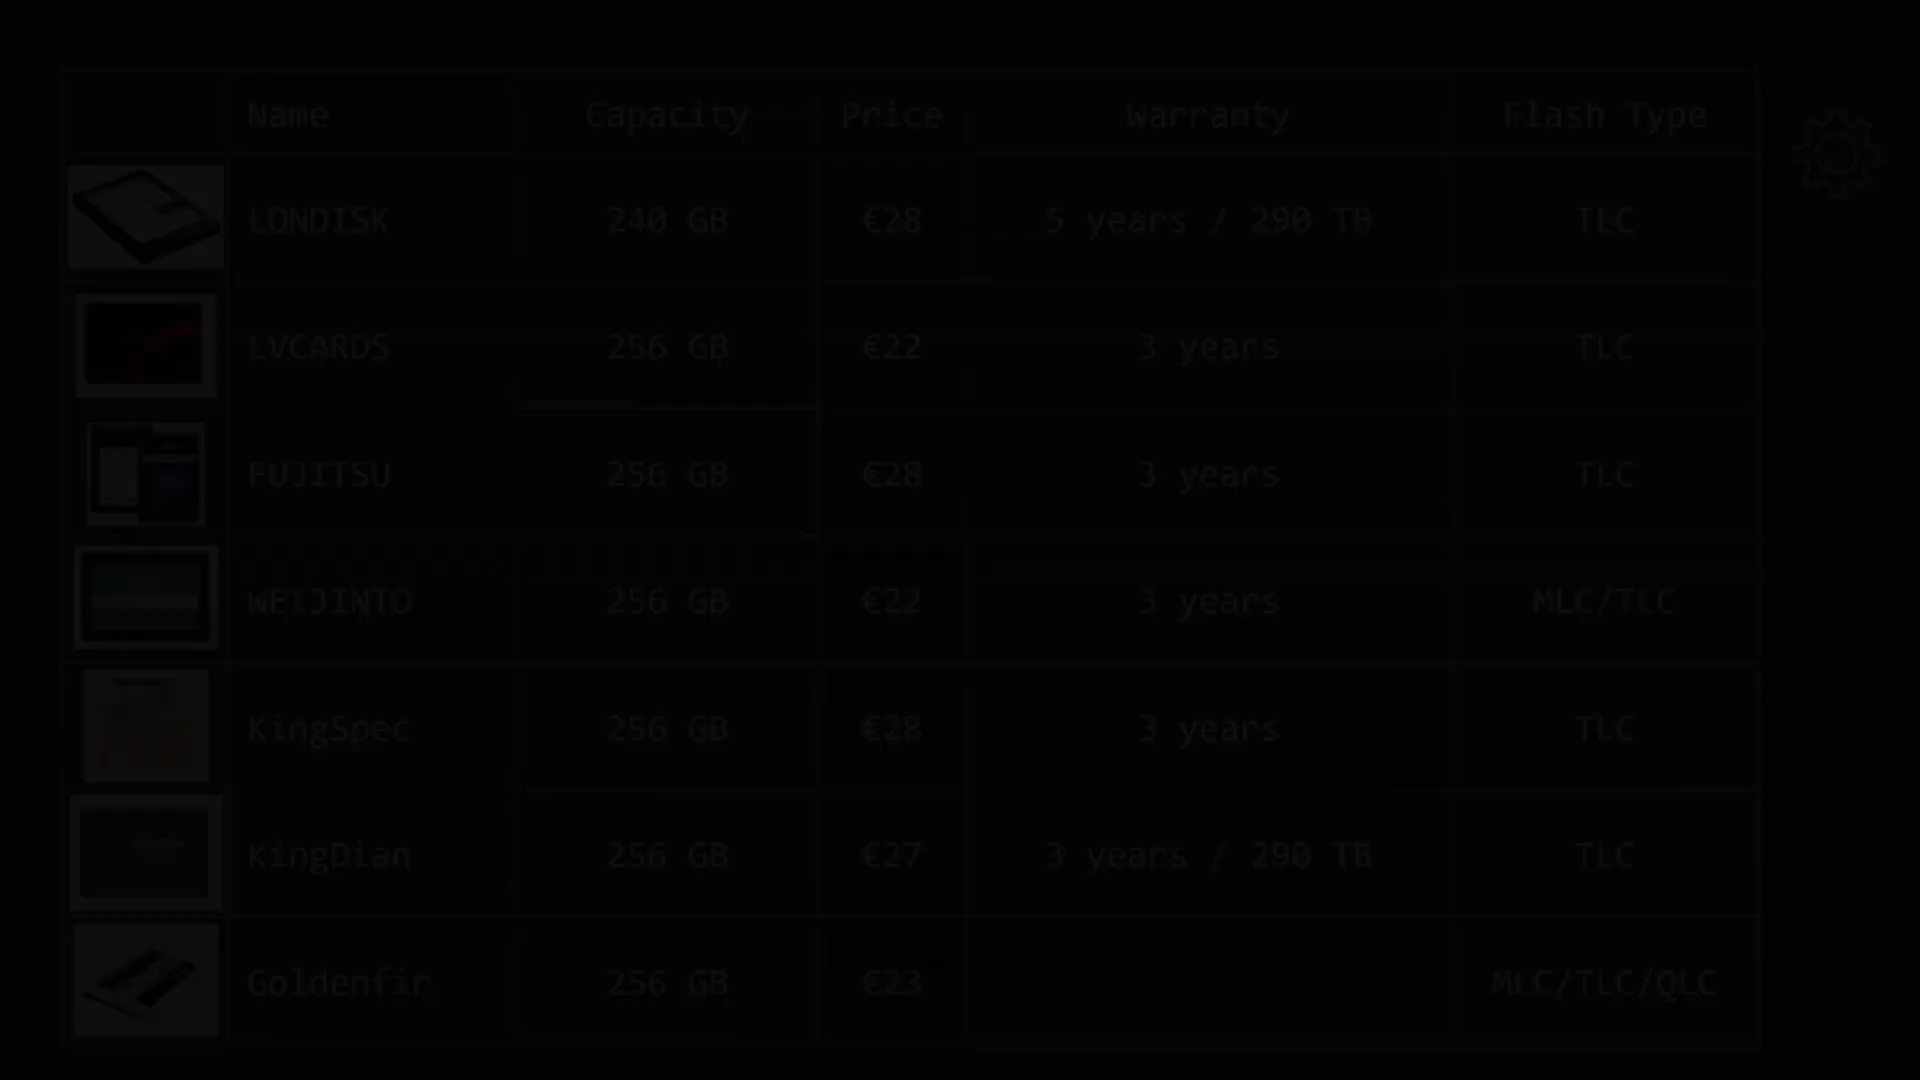 Name Capacity Price Warranty Flash Type
LONDISK 240 GB €28 5 years / 290 TB TLC
LVCARDS 256 GB €22 3 years TLC
FUJITSU 256 GB €28 3 years TLC
WEIJINTO 256 GB €22 3 years MLC/TLC
KingSpec 256 GB €28 3 years TLC
KingDian 256 GB €27 3 years / 290 TB TLC
Goldenfir 256 GB €23 MLC/TLC/QLC